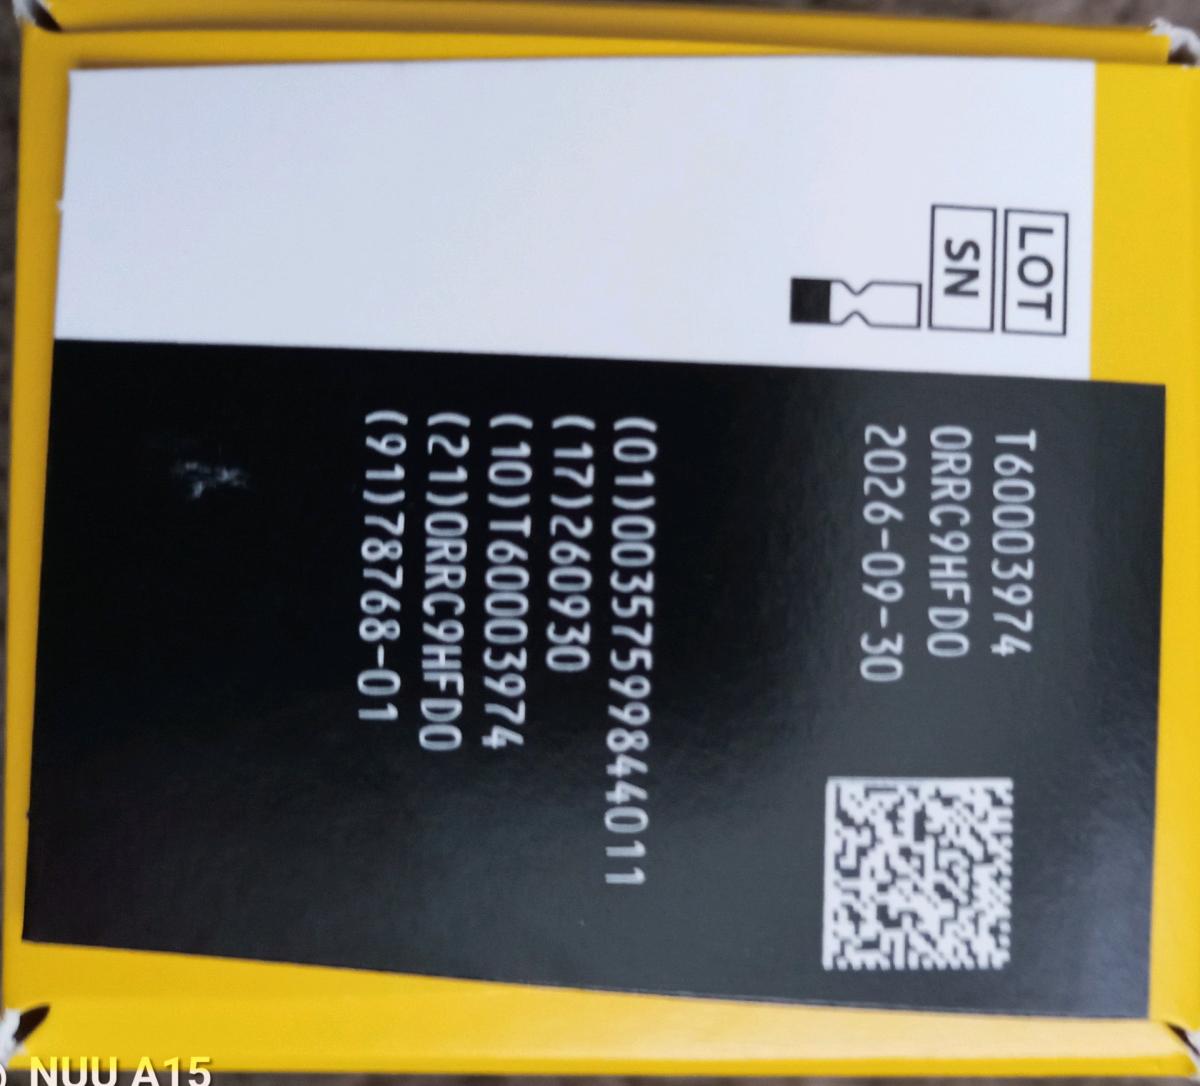 LOT T60003974
SN 0RRC9HFD0
2026-09-30
(01)00357599844011
(17)260930
(10)T60003974
(21)0RRC9HFD0
(91)78768-01
NUU A15